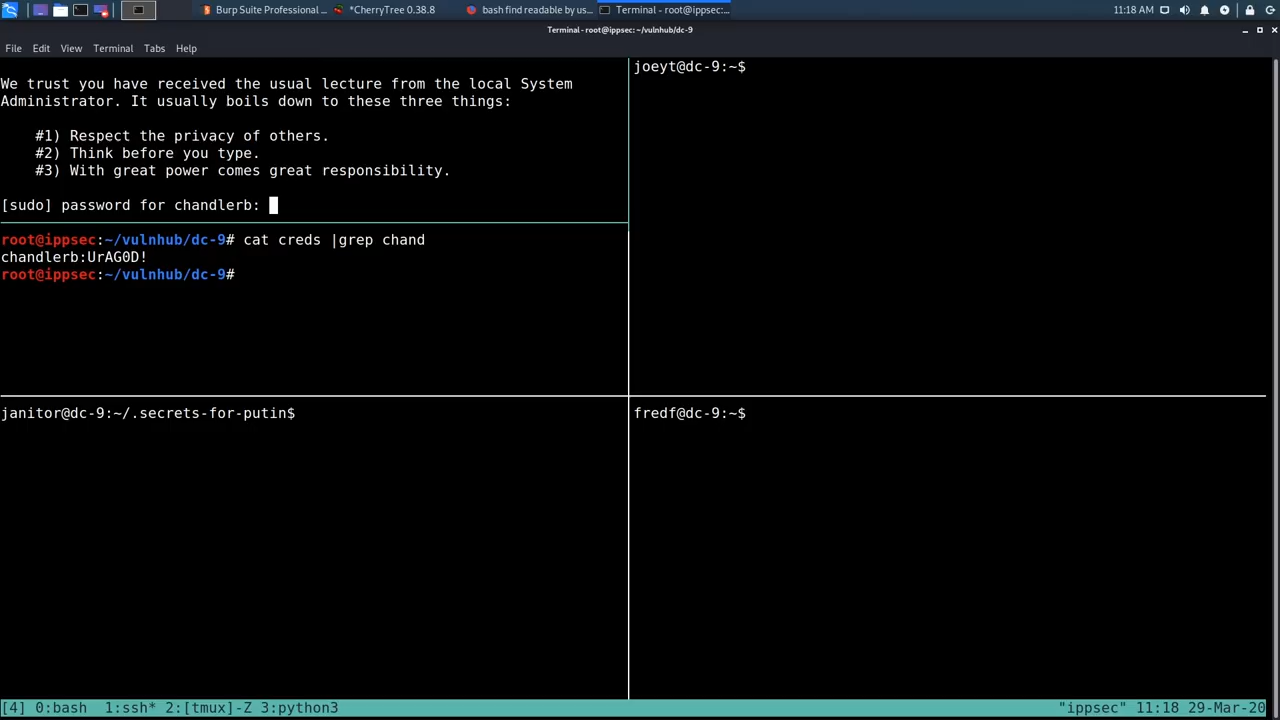 Burp Suite Professional ...
*CherryTree 0.38.8
bash find readable by us...
Terminal - root@ippsec:...
11:18 AM
Terminal - root@ippsec: ~/vulnhub/dc-9
File Edit View Terminal Tabs Help
We trust you have received the usual lecture from the local System
Administrator. It usually boils down to these three things:
#1) Respect the privacy of others.
#2) Think before you type.
#3) With great power comes great responsibility.
[sudo] password for chandlerb:
root@ippsec:~/vulnhub/dc-9# cat creds |grep chand
chandlerb:UrAG0D!
root@ippsec:~/vulnhub/dc-9#
joeyt@dc-9:~$
janitor@dc-9:~/.secrets-for-putin$
fredf@dc-9:~$
[4] 0:bash 1:ssh* 2:[tmux]-Z 3:python3
"ippsec" 11:18 29-Mar-20